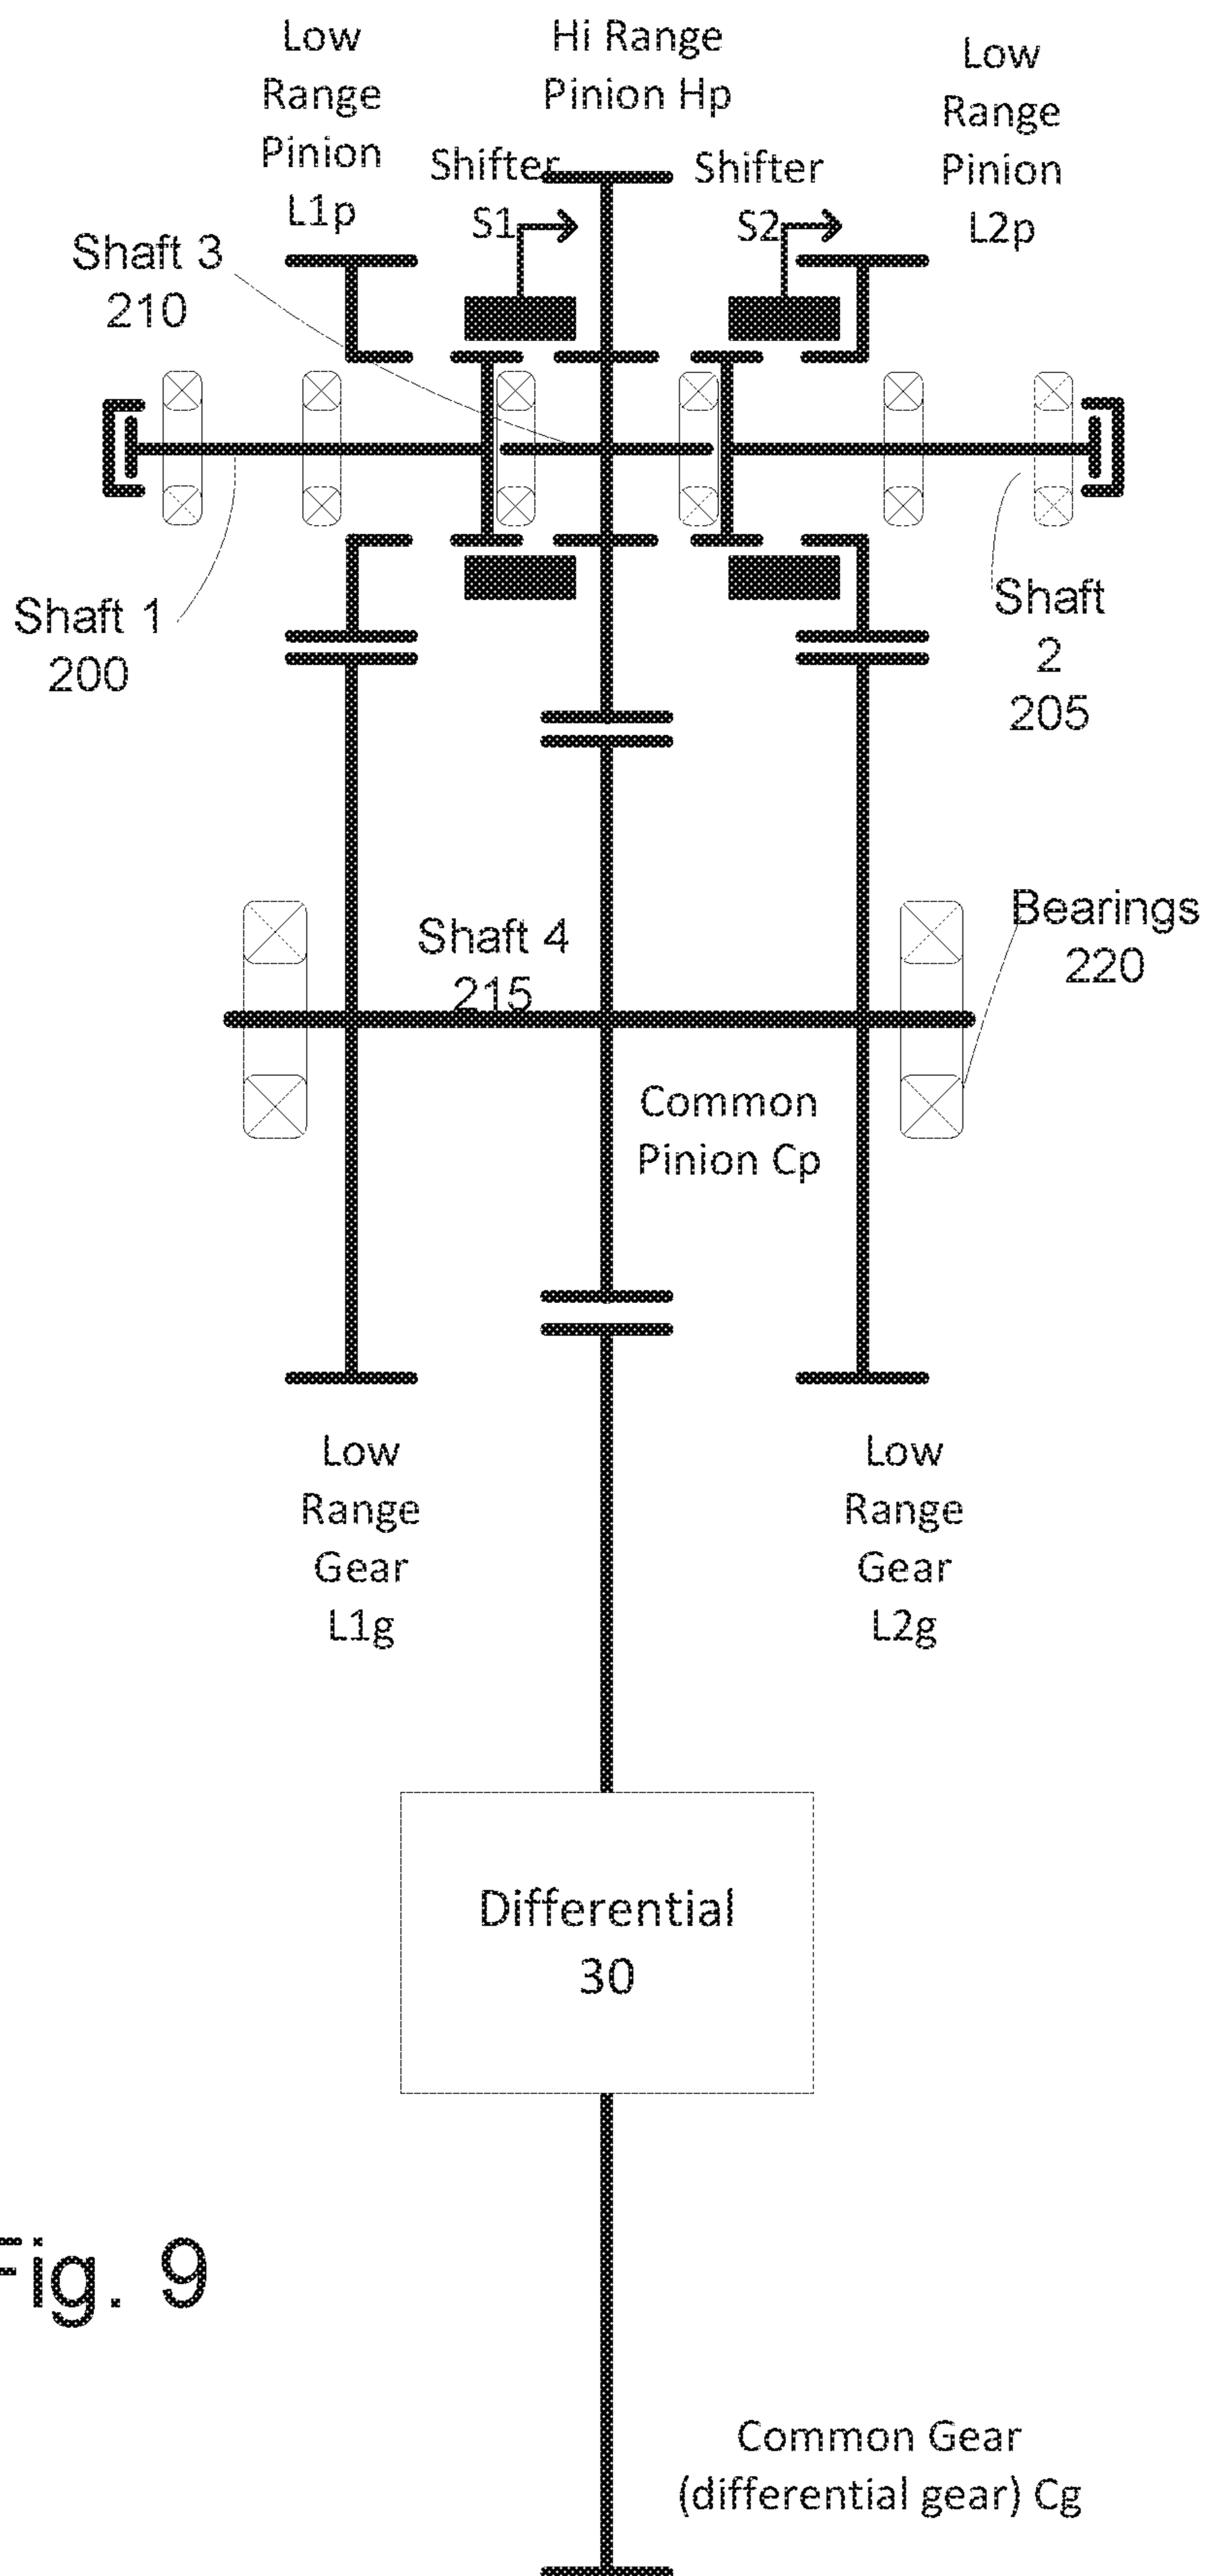 Low
Range
Pinion
L1p
Hi Range
Pinion Hp
Low
Range
Pinion
L2p
Shifter
S1
Shifter
S2
Shaft 3
210
Shaft 1
200
Shaft
2
205
Shaft 4
215
Bearings
220
Common
Pinion Cp
Low
Range
Gear
L1g
Low
Range
Gear
L2g
Differential
30
Fig. 9
Common Gear
(differential gear) Cg